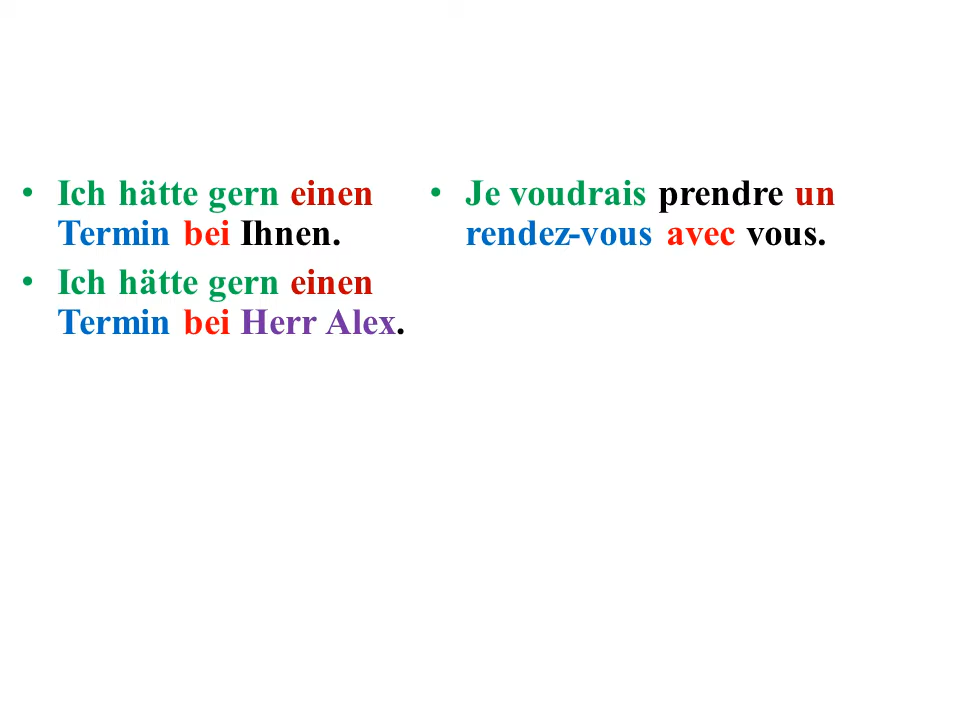 • Ich hätte gern einen
Termin bei Ihnen.
• Ich hätte gern einen
Termin bei Herr Alex.
• Je voudrais prendre un
rendez-vous avec vous.